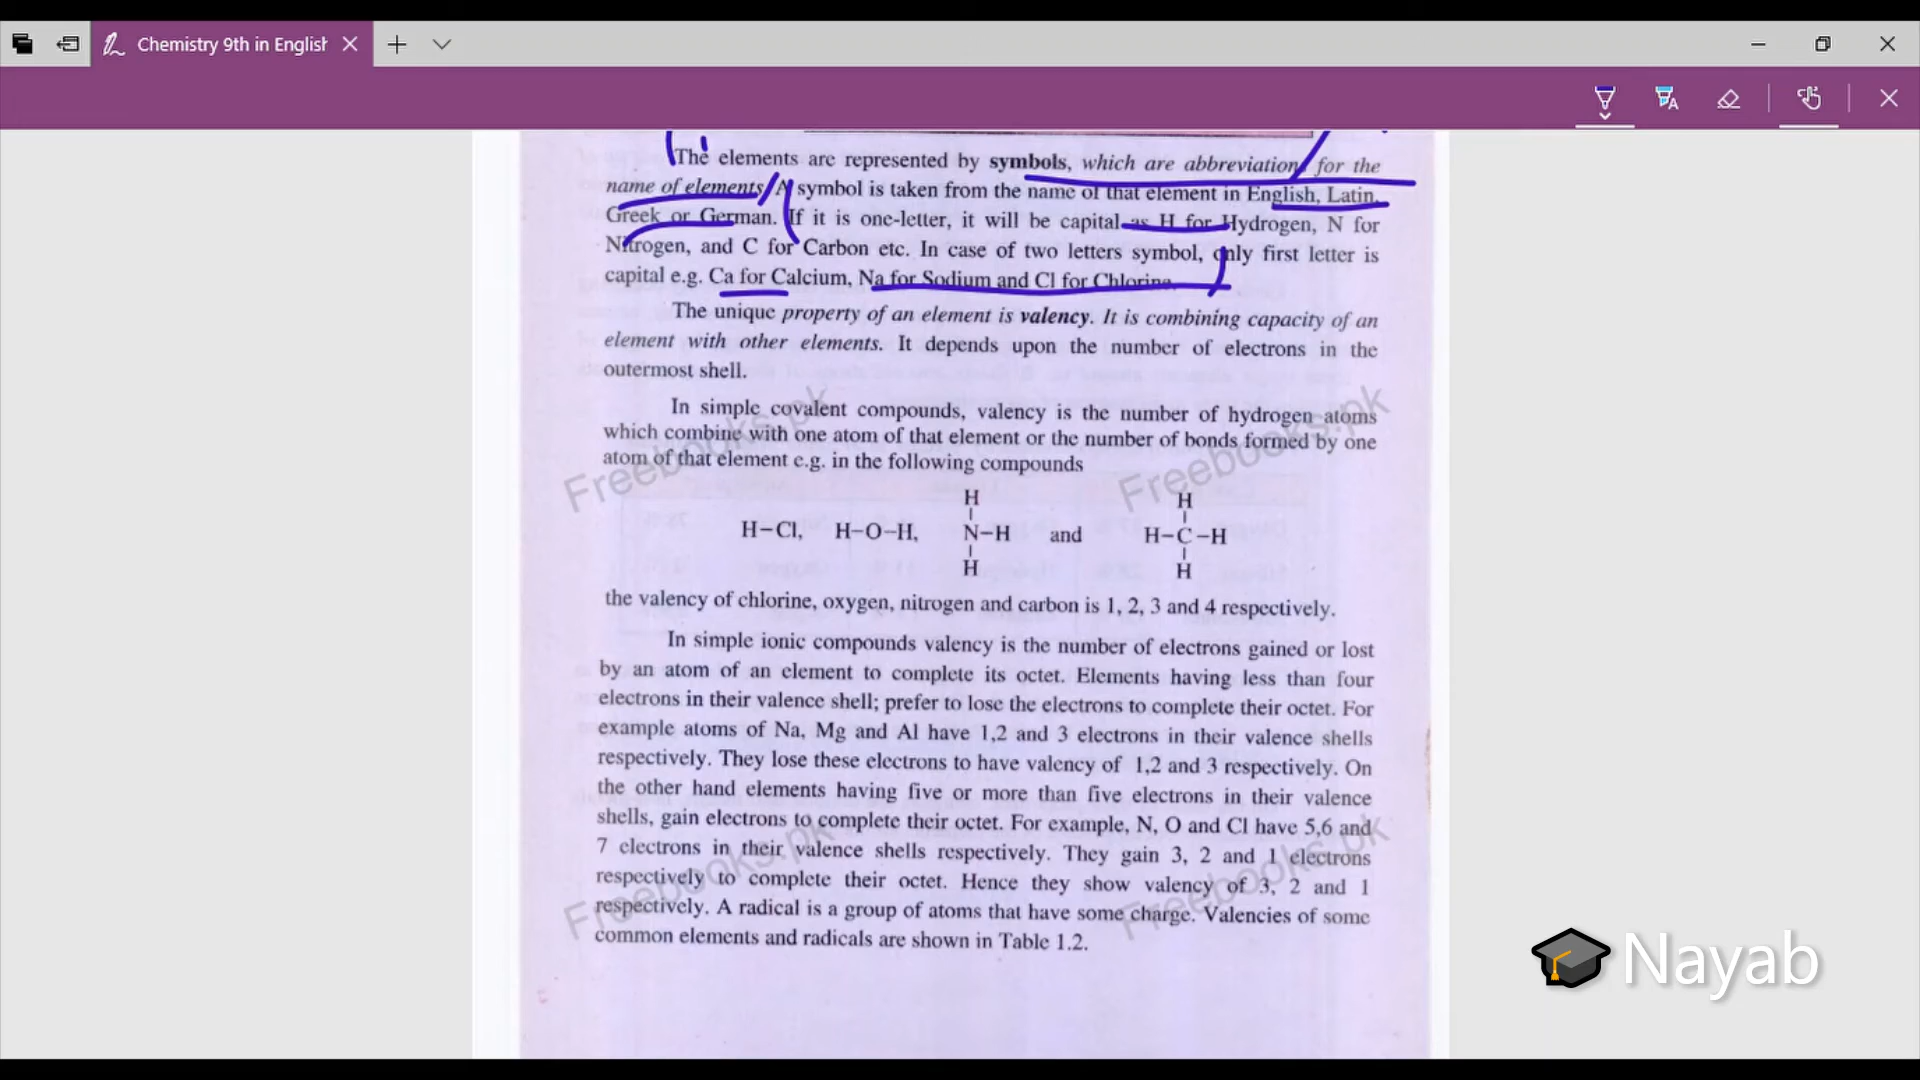 Chemistry 9th in English
The elements are represented by symbols, which are abbreviation for the
name of elements. A symbol is taken from the name of that element in English, Latin,
Greek or German. If it is one-letter, it will be capital as H for Hydrogen, N for
Nitrogen, and C for Carbon etc. In case of two letters symbol, only first letter is
capital e.g. Ca for Calcium, Na for Sodium and Cl for Chlorine.
The unique property of an element is valency. It is combining capacity of an
element with other elements. It depends upon the number of electrons in the
outermost shell.
In simple covalent compounds, valency is the number of hydrogen atoms
which combine with one atom of that element or the number of bonds formed by one
atom of that element e.g. in the following compounds
H H
H–Cl, H–O–H, N–H and H–C–H
H H
the valency of chlorine, oxygen, nitrogen and carbon is 1, 2, 3 and 4 respectively.
In simple ionic compounds valency is the number of electrons gained or lost
by an atom of an element to complete its octet. Elements having less than four
electrons in their valence shell; prefer to lose the electrons to complete their octet. For
example atoms of Na, Mg and Al have 1,2 and 3 electrons in their valence shells
respectively. They lose these electrons to have valency of 1,2 and 3 respectively. On
the other hand elements having five or more than five electrons in their valence
shells, gain electrons to complete their octet. For example, N, O and Cl have 5,6 and
7 electrons in their valence shells respectively. They gain 3, 2 and 1 electrons
respectively to complete their octet. Hence they show valency of 3, 2 and 1
respectively. A radical is a group of atoms that have some charge. Valencies of some
common elements and radicals are shown in Table 1.2.
Freebooks.pk
Freebooks.pk
Freebooks.pk
Freebooks.pk
Nayab